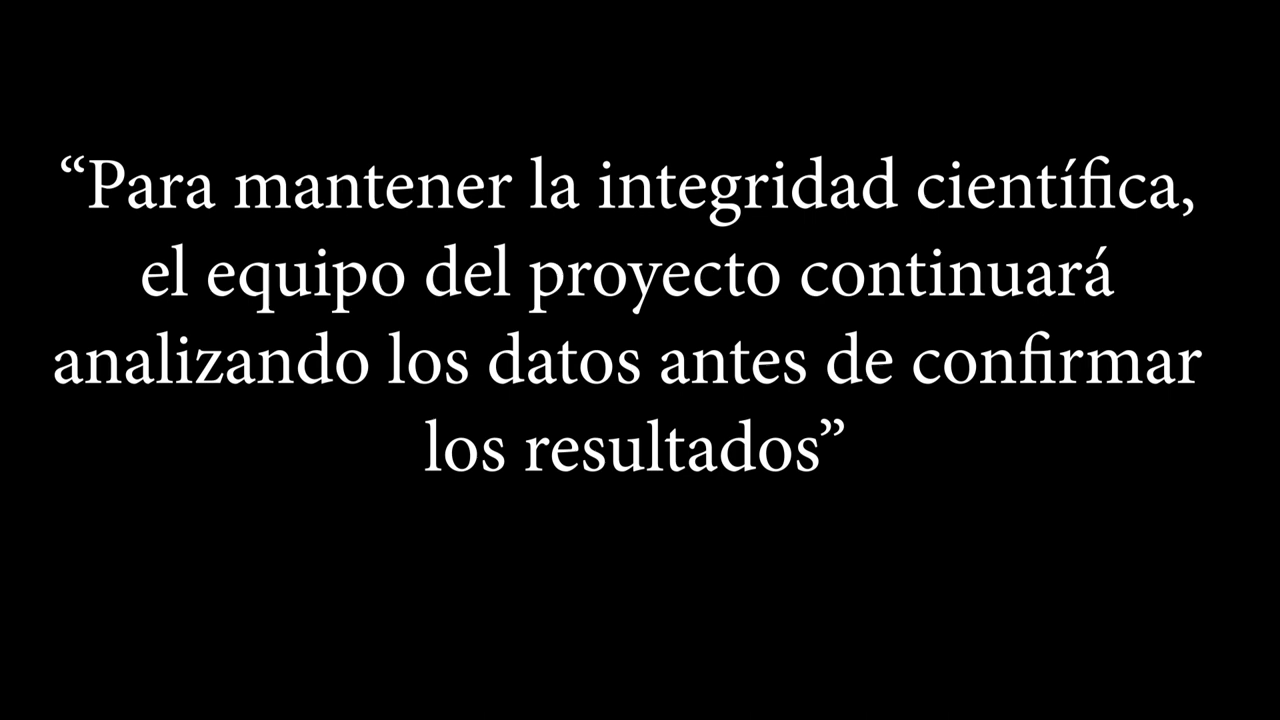 “Para mantener la integridad científica,
el equipo del proyecto continuará
analizando los datos antes de confirmar
los resultados”